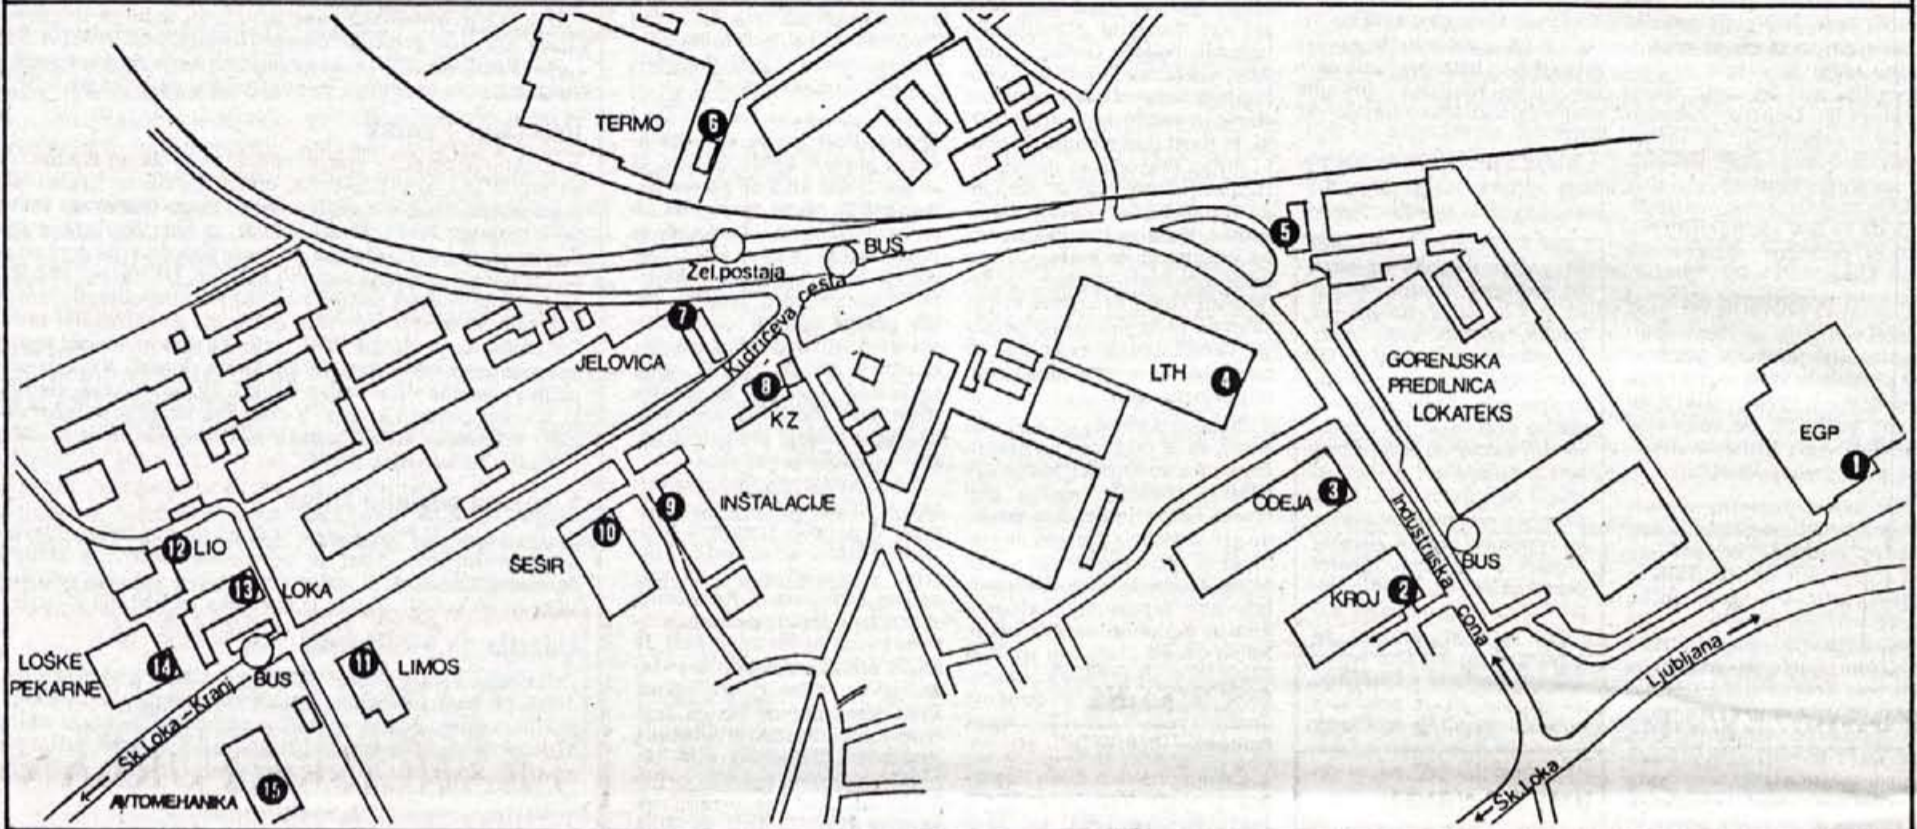 TERMO
6
BUS
Žel.postaja
5
7
JELOVICA
Kidričeva cesta
8
KZ
LTH
4
GORENJSKA
PREDILNICA
LOKATEKS
EGP
1
9
INŠTALACIJE
10
ŠEŠIR
ODEJA
3
Industrijska cona
BUS
KROJ
2
12
LIO
13
LOKA
LOŠKE
PEKARNE
14
BUS
11
LIMOS
Šk.Loka-Kranj
AVTOMEHANIKA
15
Ljubljana
Šk.Loka